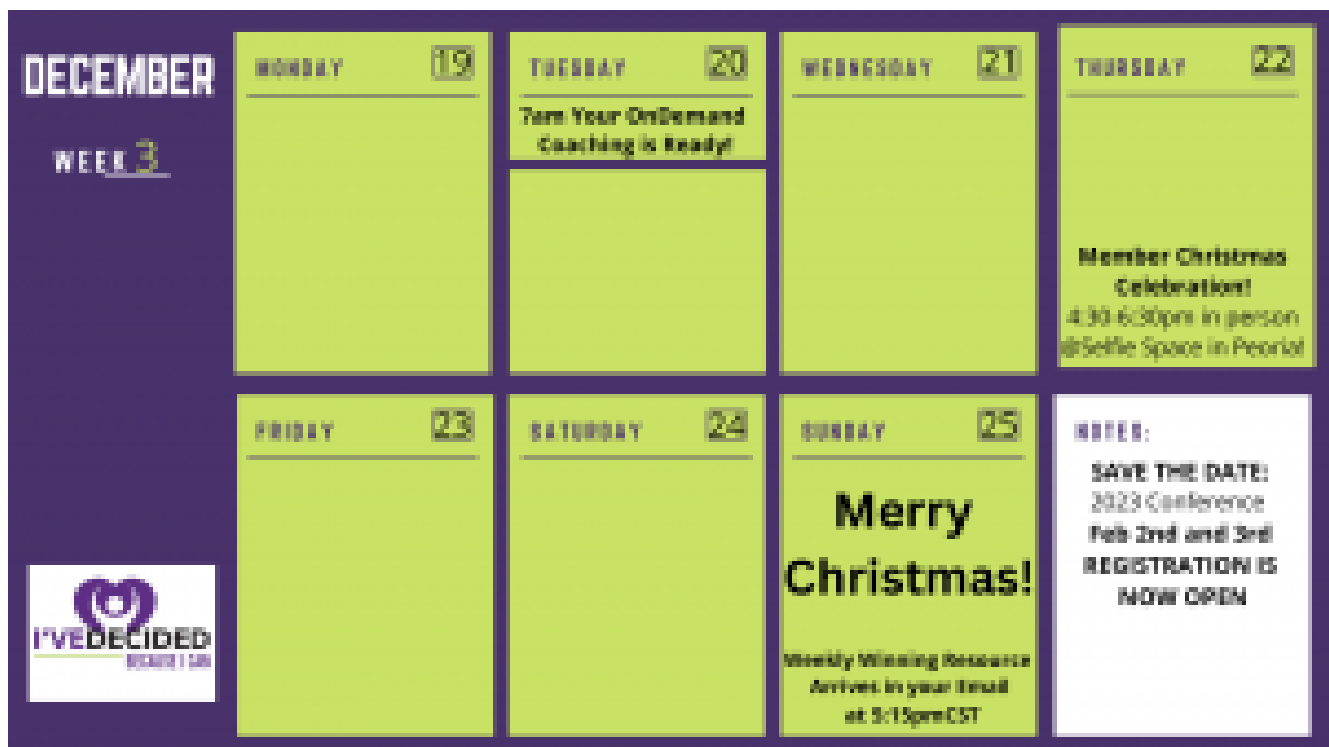 DECEMBER
WEEK 3
MONDAY 19
TUESDAY 20
7am Your OnDemand
Coaching is Ready!
WEDNESDAY 21
THURSDAY 22
Member Christmas
Celebration!
4:30-6:30pm in person
@Selfie Space in Peoria!
FRIDAY 23
SATURDAY 24
SUNDAY 25
Merry
Christmas!
Weekly Winning Resource
Arrives in your Email
at 5:15pmCST
NOTES:
SAVE THE DATE:
2023 Conference
Feb 2nd and 3rd
REGISTRATION IS
NOW OPEN
I'VEDECIDED
BECAUSE I CAN